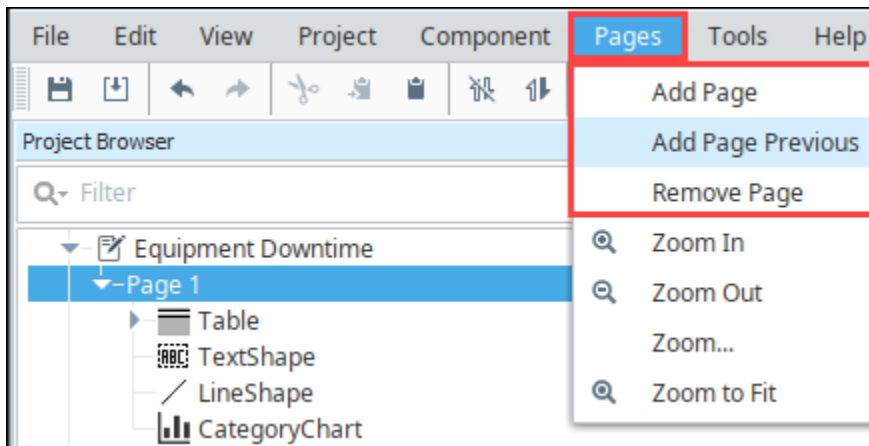 File Edit View Project Component Pages Tools Help
Add Page
Project Browser
Add Page Previous
Filter
Remove Page
Equipment Downtime
Zoom In
Page 1
Zoom Out
Table
TextShape
Zoom...
ABC
LineShape
Zoom to Fit
CategoryChart